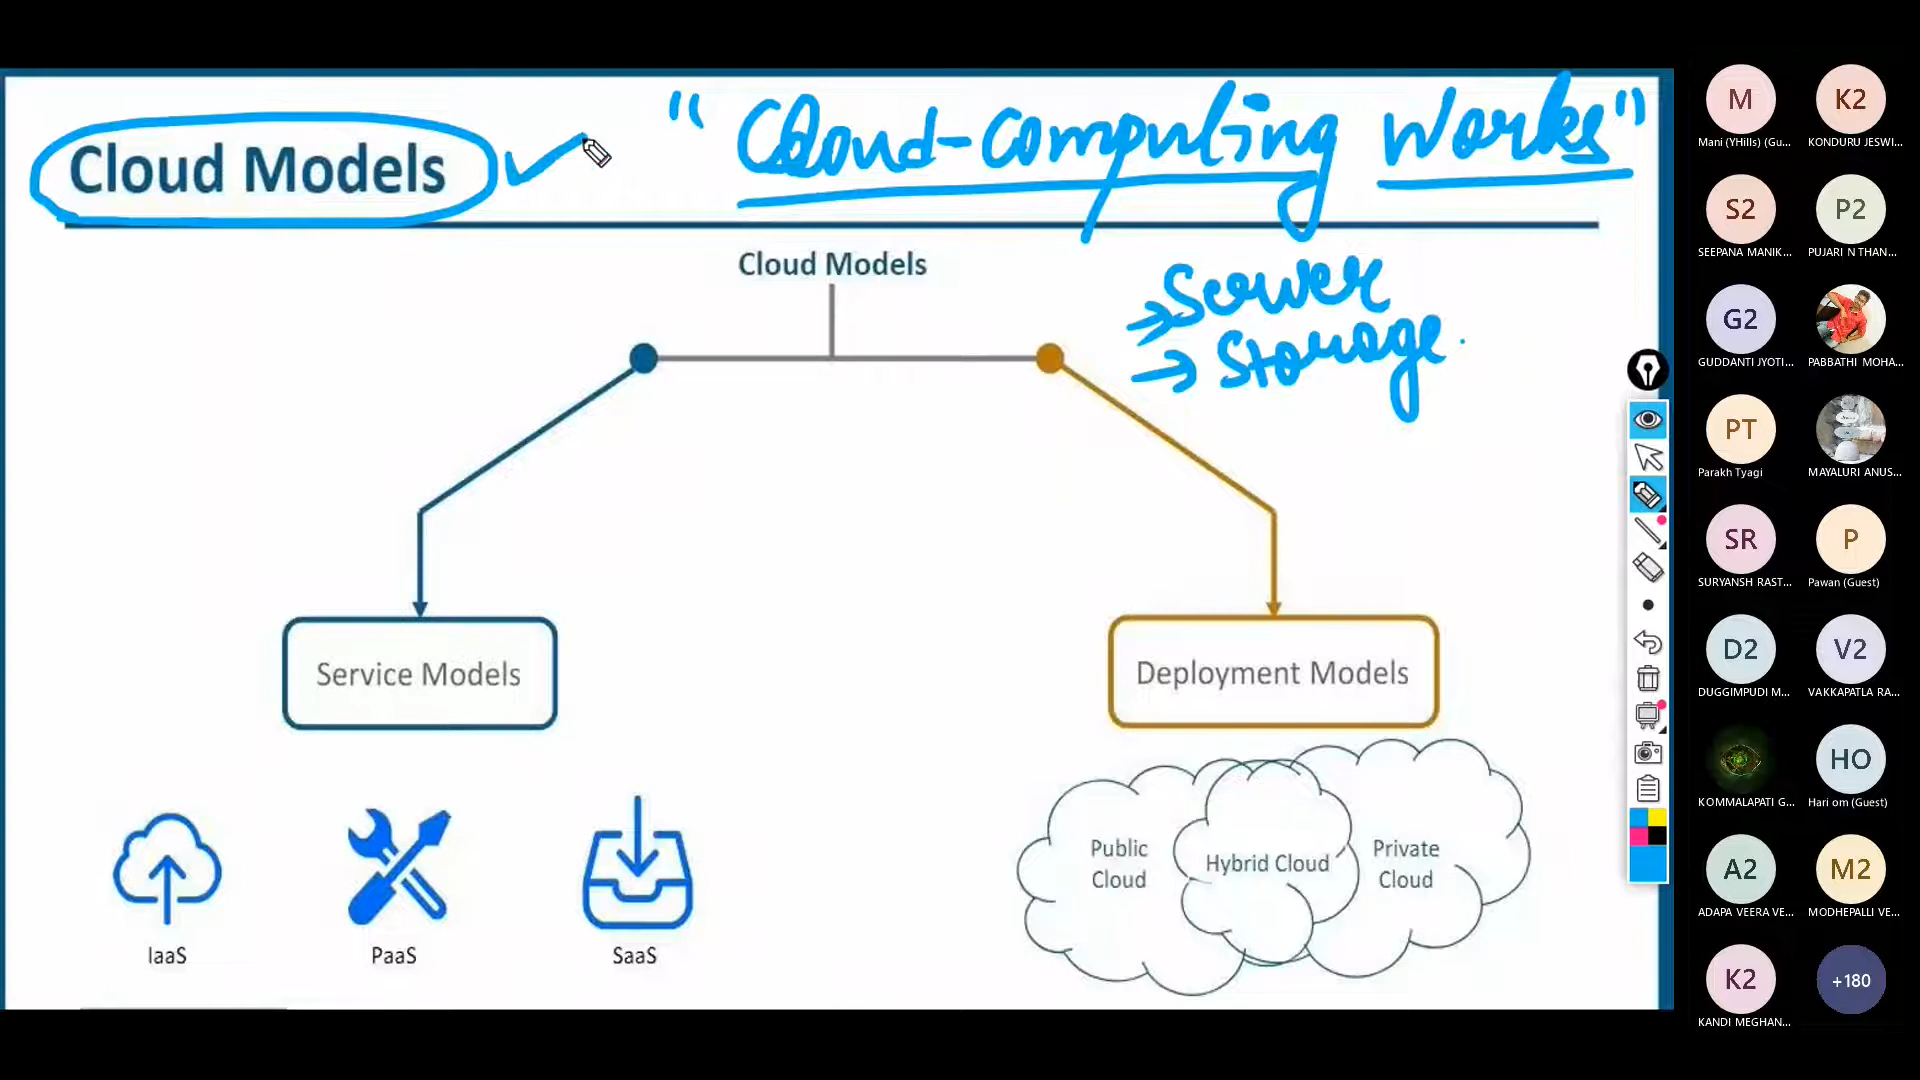 Cloud Models
" Cloud-Computing Works "
Cloud Models
→ Server
→ Storage
Service Models
Deployment Models
IaaS
PaaS
SaaS
Public
Cloud
Hybrid Cloud
Private
Cloud
M
Mani (YHills) (Gu...
K2
KONDURU JESWI...
S2
SEEPANA MANIK...
P2
PUJARI N THAN...
G2
GUDDANTI JYOTI...
PABBATHI MOHA...
PT
Parakh Tyagi
MAYALURI ANUS...
SR
SURYANSH RAST...
P
Pawan (Guest)
D2
DUGGIMPUDI M...
V2
VAKKAPATLA RA...
KOMMALAPATI G...
HO
Hari om (Guest)
A2
ADAPA VEERA VE...
M2
MODHEPALLI VE...
K2
KANDI MEGHAN...
+180